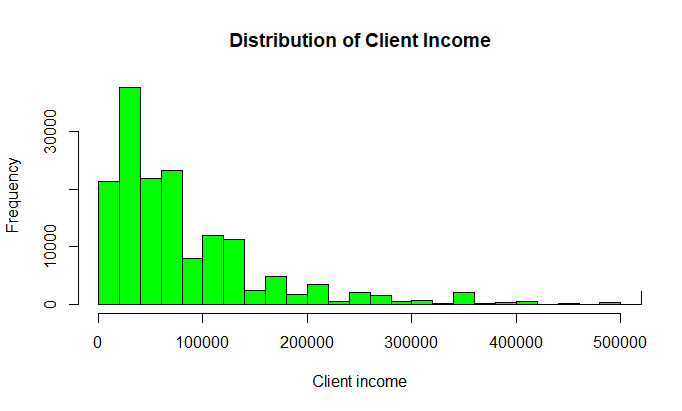 Distribution of Client Income
Frequency
30000
10000
0
0 100000 200000 300000 400000 500000
Client income